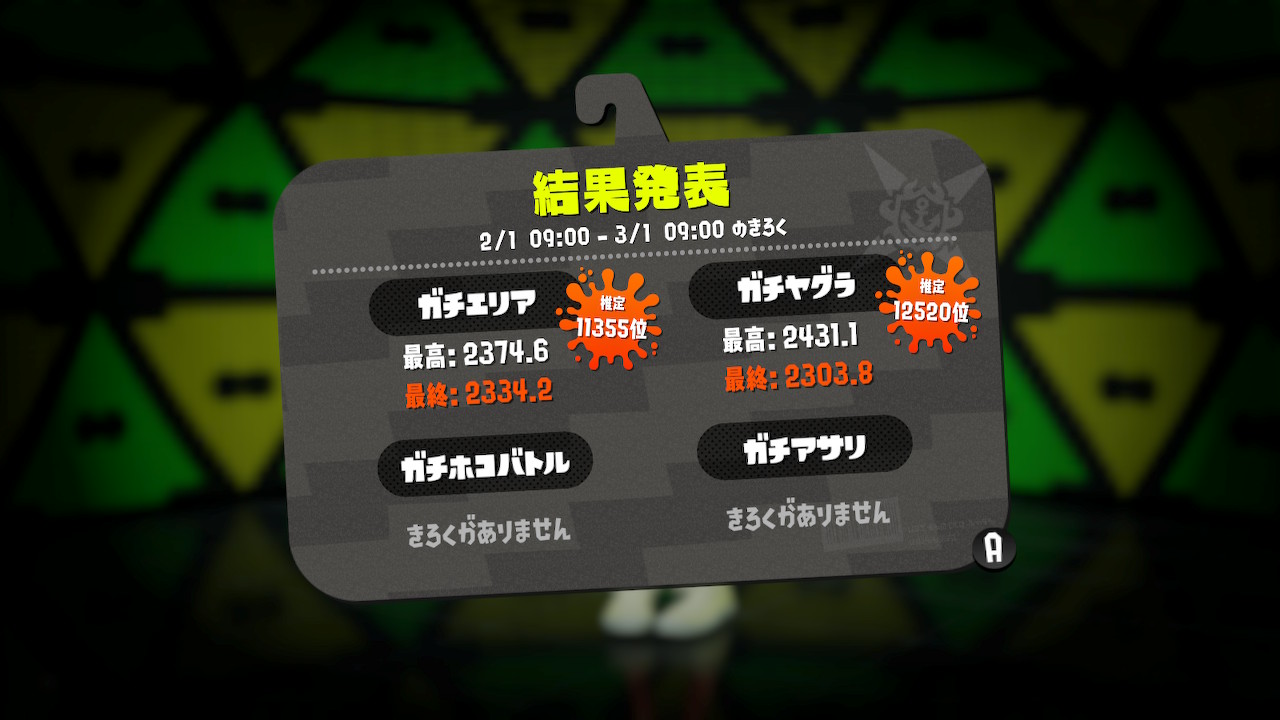 結果発表
2/1 09:00 - 3/1 09:00 のきろく
ガチエリア
推定
11355位
最高: 2374.6
最終: 2334.2
ガチヤグラ
推定
12520位
最高: 2431.1
最終: 2303.8
ガチホコバトル
きろくがありません
ガチアサリ
きろくがありません
A